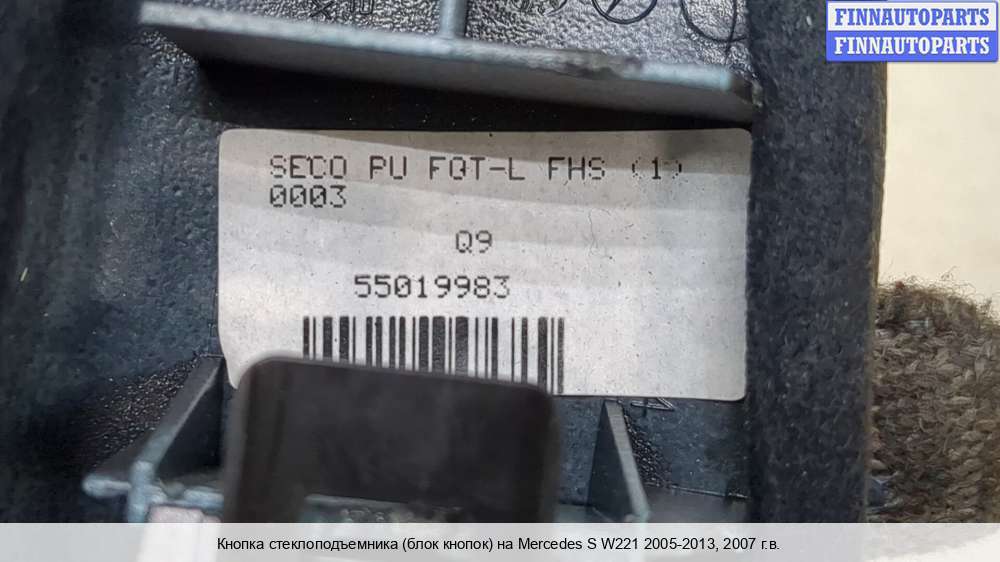 FINNAUTOPARTS
FINNAUTOPARTS
SECO PU FQT-L FHS (1)
0003
Q9
55019983
Кнопка стеклоподъемника (блок кнопок) на Mercedes S W221 2005-2013, 2007 г.в.